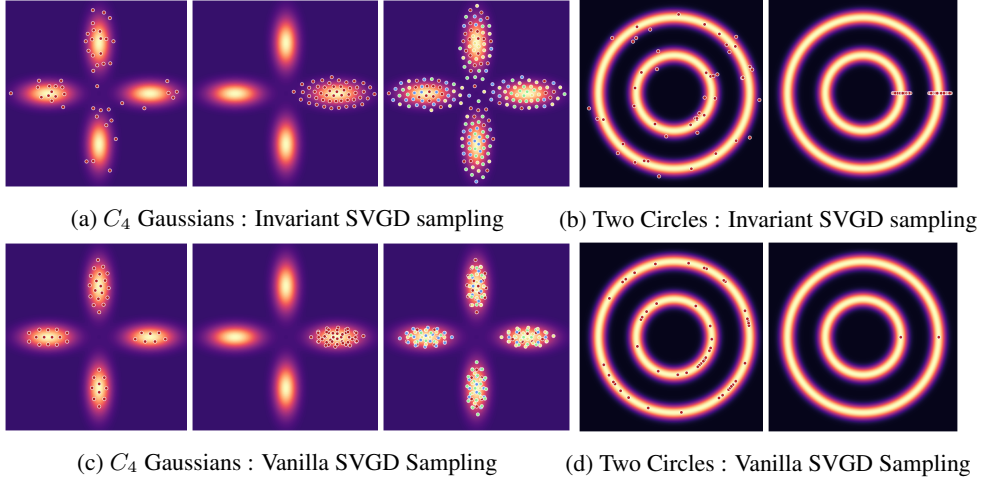 (a) C₄ Gaussians : Invariant SVGD sampling
(b) Two Circles : Invariant SVGD sampling
(c) C₄ Gaussians : Vanilla SVGD Sampling
(d) Two Circles : Vanilla SVGD Sampling